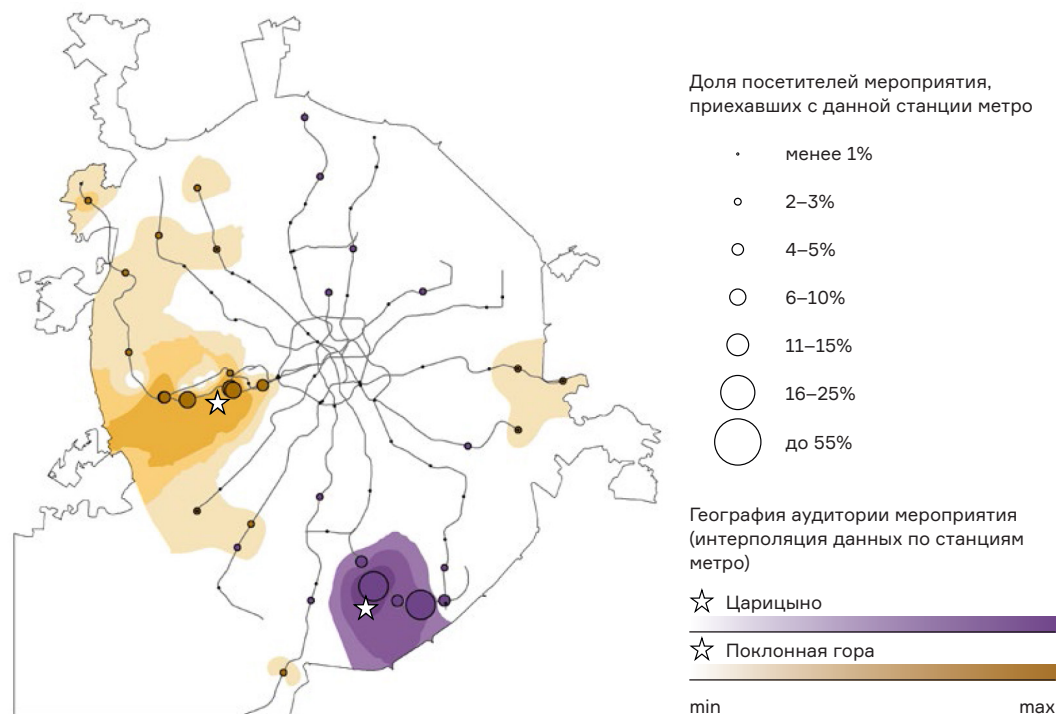 Доля посетителей мероприятия,
приехавших с данной станции метро
менее 1%
2–3%
4–5%
6–10%
11–15%
16–25%
до 55%
География аудитории мероприятия
(интерполяция данных по станциям
метро)
Царицыно
Поклонная гора
min max